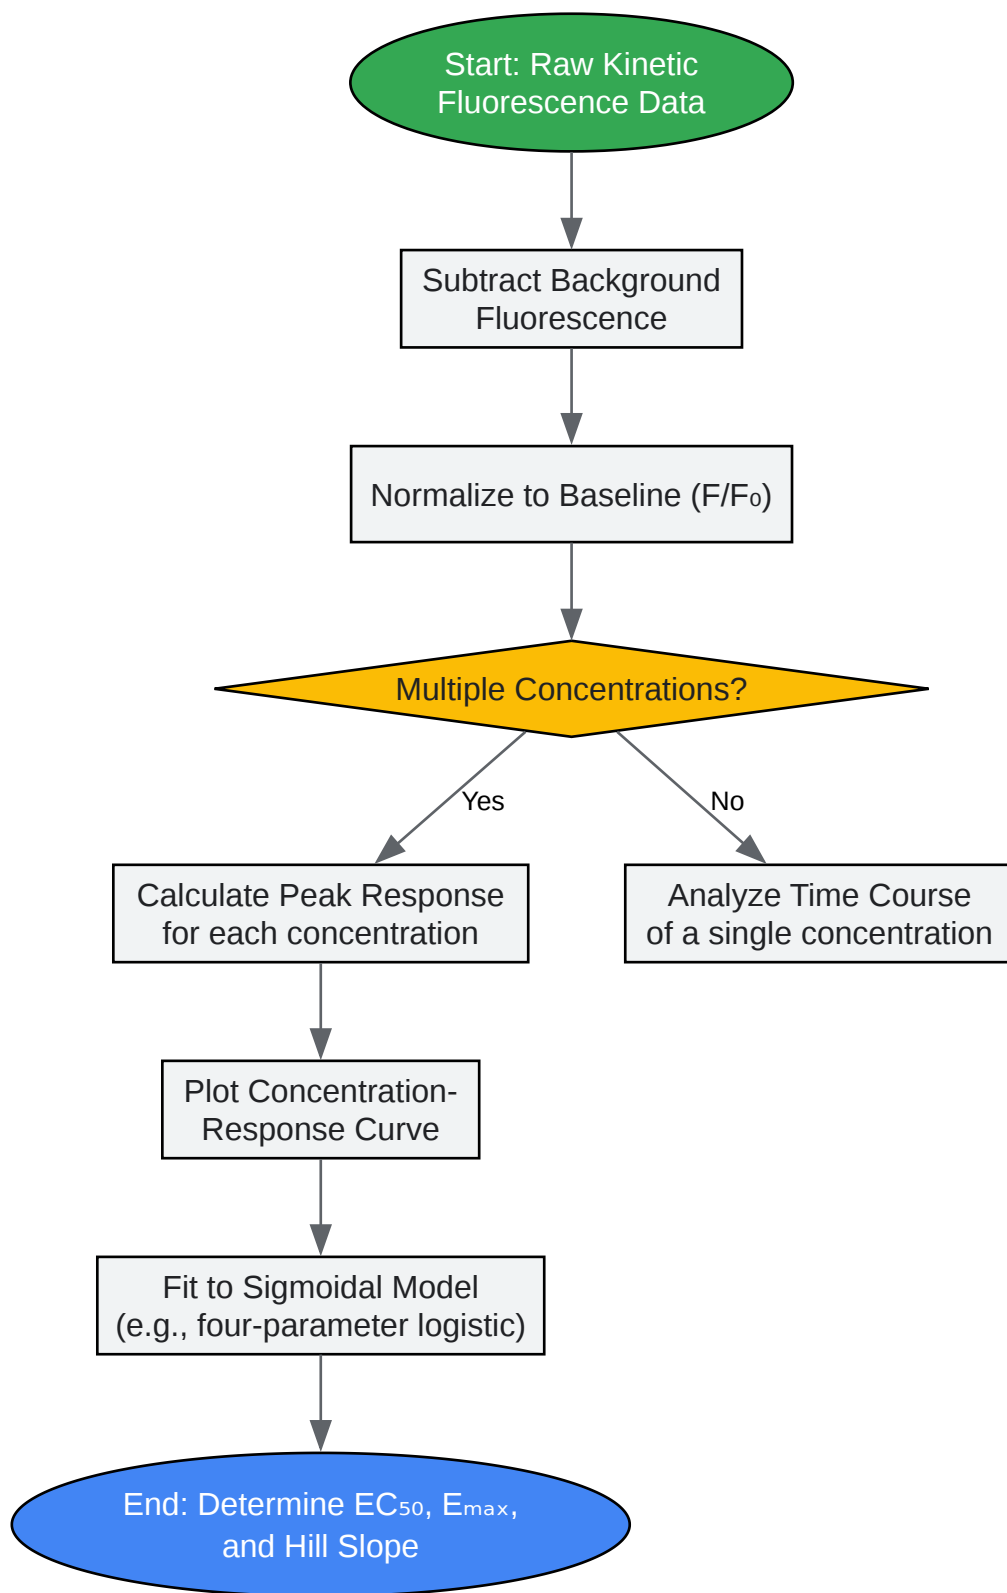 Start: Raw Kinetic
Fluorescence Data
Subtract Background
Fluorescence
Normalize to Baseline (F/F₀)
Multiple Concentrations?
Yes
No
Calculate Peak Response
for each concentration
Analyze Time Course
of a single concentration
Plot Concentration-
Response Curve
Fit to Sigmoidal Model
(e.g., four-parameter logistic)
End: Determine EC₅₀, Eₘₐₓ,
and Hill Slope